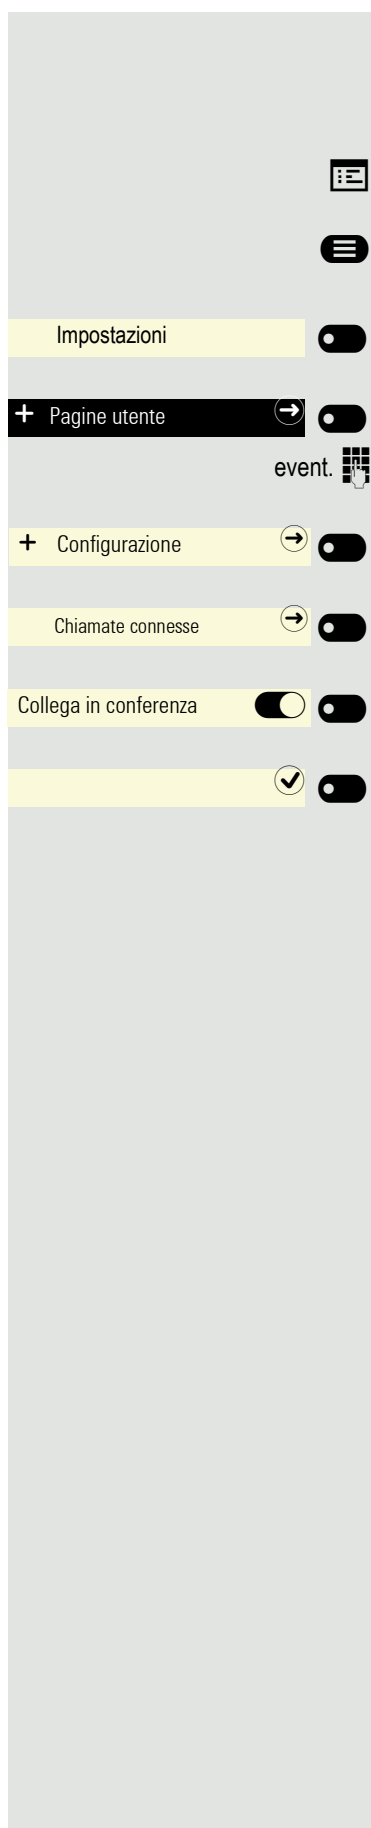 Impostazioni
+ Pagine utente
event.
+ Configurazione
Chiamate connesse
Collega in conferenza